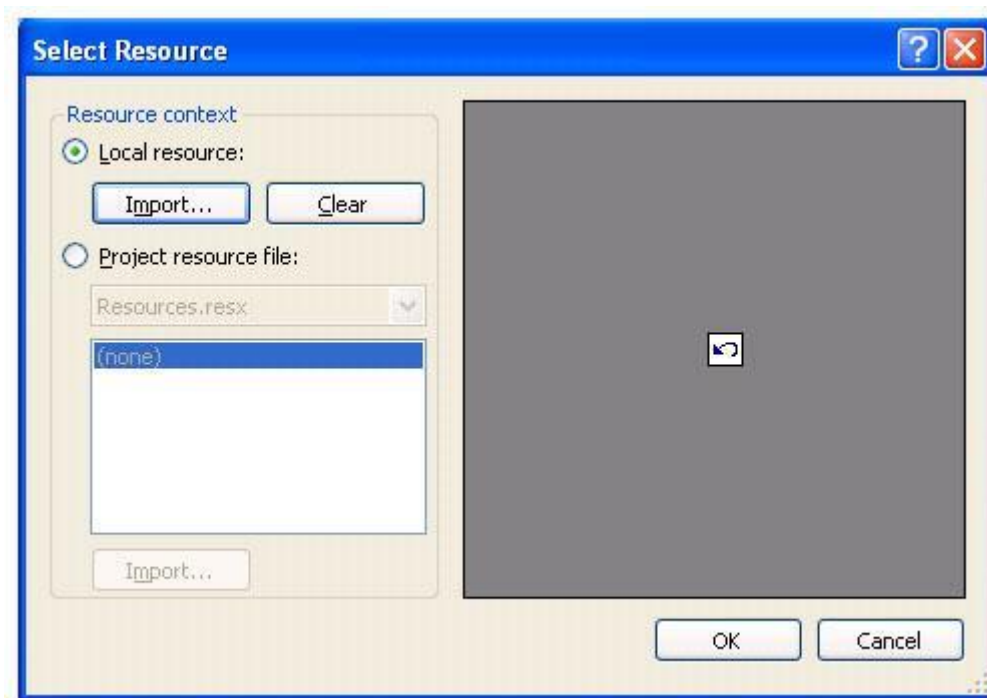 Select Resource
Resource context
Local resource:
Import... Clear
Project resource file:
Resources.resx
(none)
Import...
OK Cancel